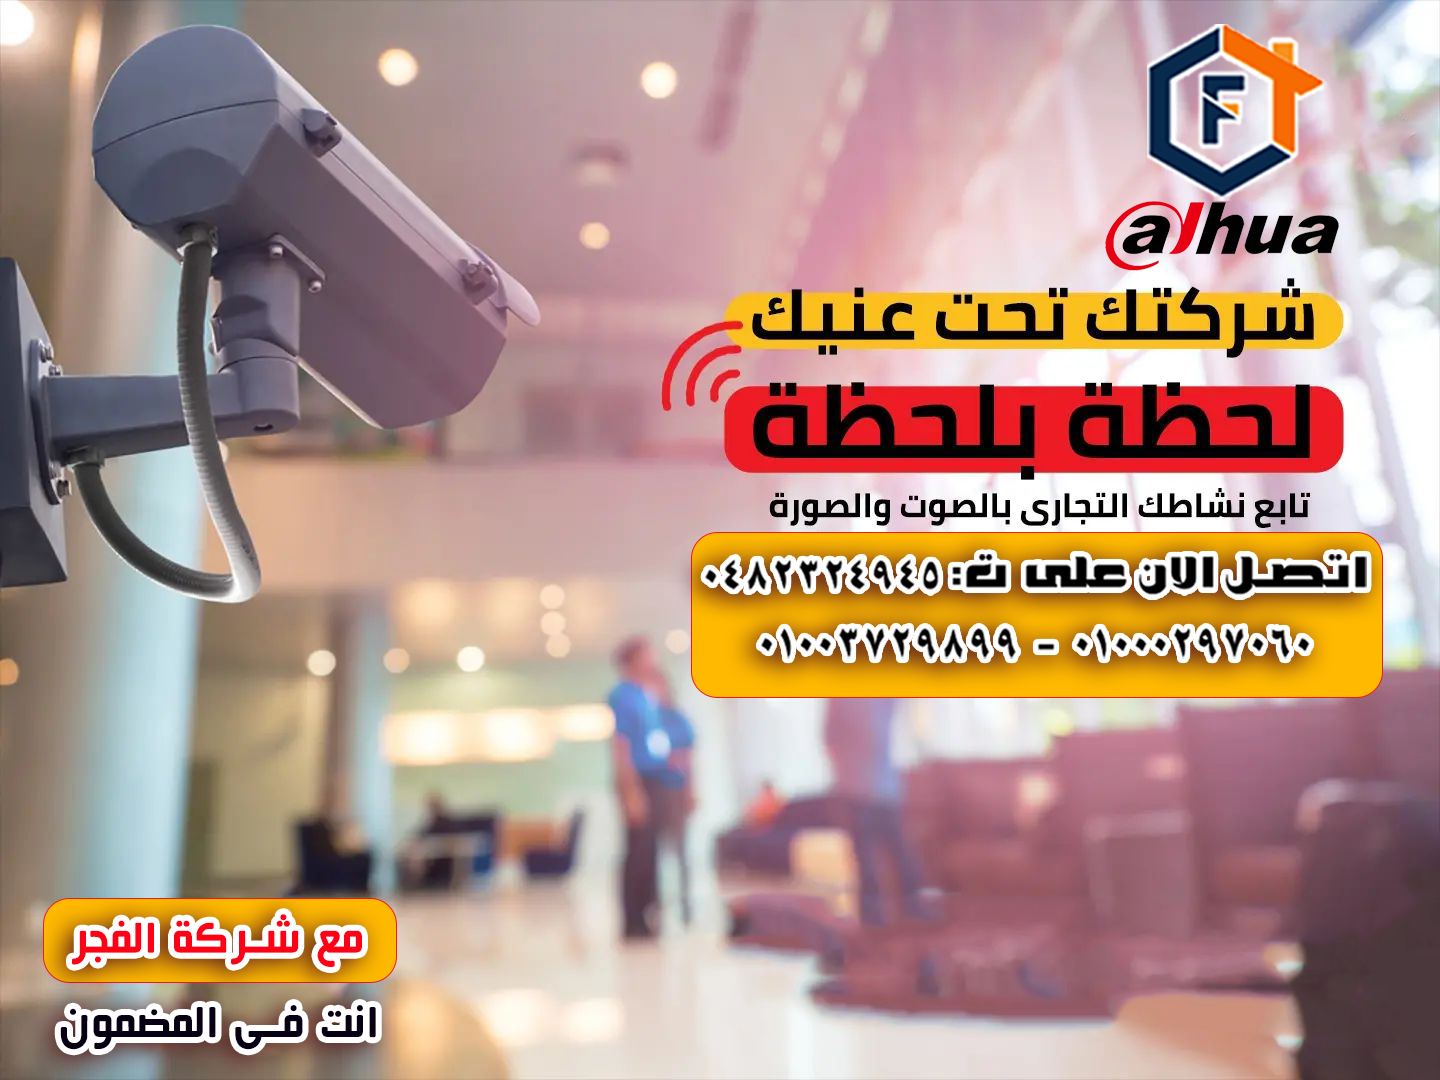 F
alhua
شركتك تحت عنيك
لحظة بلحظة
تابع نشاطك التجارى بالصوت والصورة
اتصل الان على ت: ٠٤٨٢٣٢٤٩٤٥
٠١٠٠٣٧٢٩٨٩٩ - ٠١٠٠٠٢٩٧٠٦٠
مع شركة الفجر
انت فى المضمون